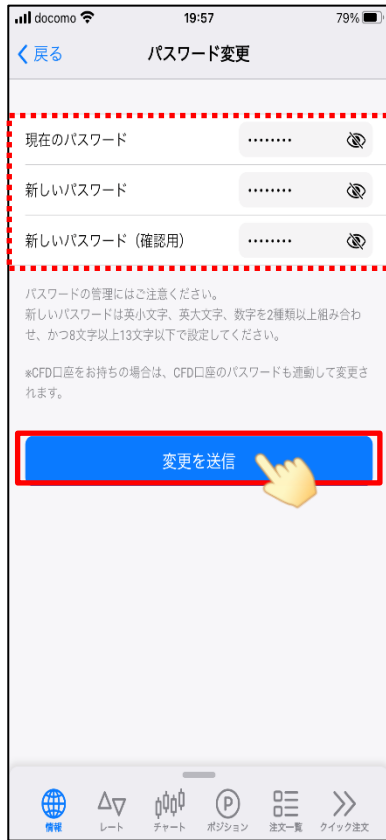 docomo 19:57 79%
戻る パスワード変更
現在のパスワード ••••••••
新しいパスワード ••••••••
新しいパスワード（確認用） ••••••••
パスワードの管理にはご注意ください。
新しいパスワードは英小文字、英大文字、数字を2種類以上組み合わ
せ、かつ8文字以上13文字以下で設定してください。
※CFD口座をお持ちの場合は、CFD口座のパスワードも連動して変更さ
れます。
変更を送信
情報 レート チャート ポジション 注文一覧 クイック注文